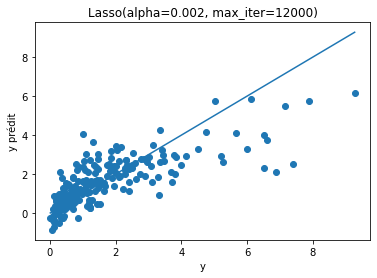 Lasso(alpha=0.002, max_iter=12000)
8
6
4
2
0
y prédit
0 2 4 6 8
y